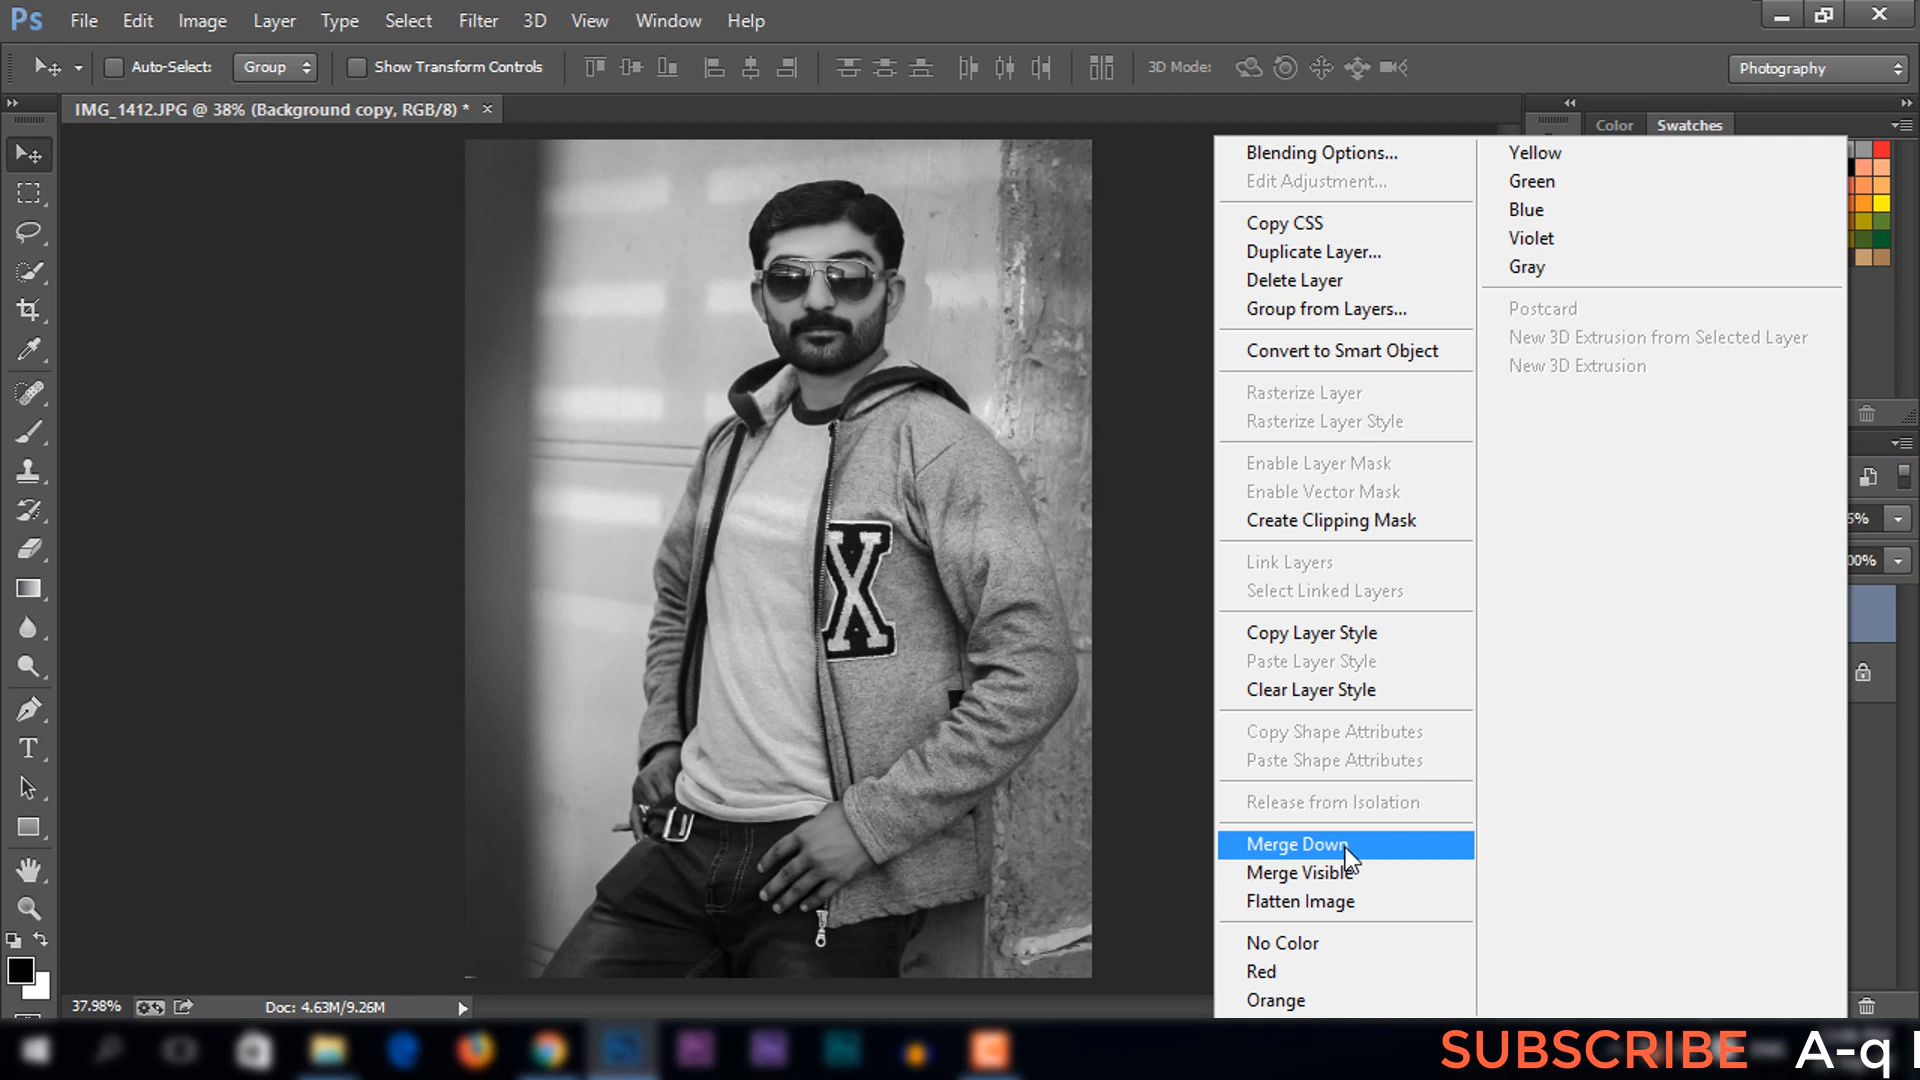 Ps File Edit Image Layer Type Select Filter 3D View Window Help
Auto-Select: Group Show Transform Controls 3D Mode: Photography
IMG_1412.JPG @ 38% (Background copy, RGB/8) * ×
Color Swatches
Blending Options...
Edit Adjustment...
Copy CSS
Duplicate Layer...
Delete Layer
Group from Layers...
Convert to Smart Object
Rasterize Layer
Rasterize Layer Style
Enable Layer Mask
Enable Vector Mask
Create Clipping Mask
Link Layers
Select Linked Layers
Copy Layer Style
Paste Layer Style
Clear Layer Style
Copy Shape Attributes
Paste Shape Attributes
Release from Isolation
Merge Down
Merge Visible
Flatten Image
No Color
Red
Orange
Yellow
Green
Blue
Violet
Gray
Postcard
New 3D Extrusion from Selected Layer
New 3D Extrusion
X
37.98% Doc: 4.63M/9.26M
SUBSCRIBE A-q